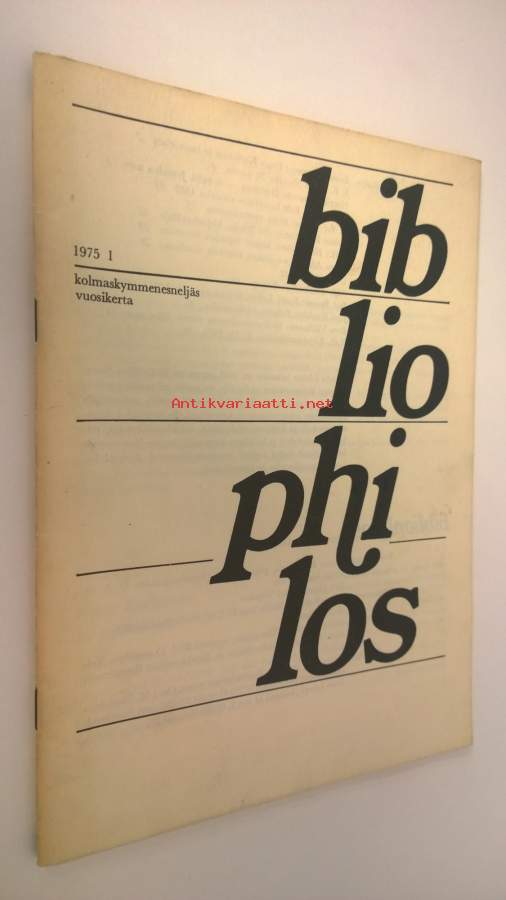 bib
1975 1
kolmaskymmenesneljäs
vuosikerta
lio
Antikvariaatti.net
phi
los